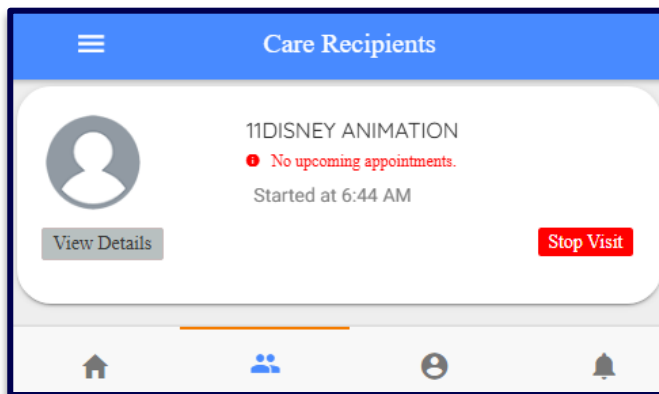 Care Recipients
11DISNEY ANIMATION
No upcoming appointments.
Started at 6:44 AM
View Details
Stop Visit